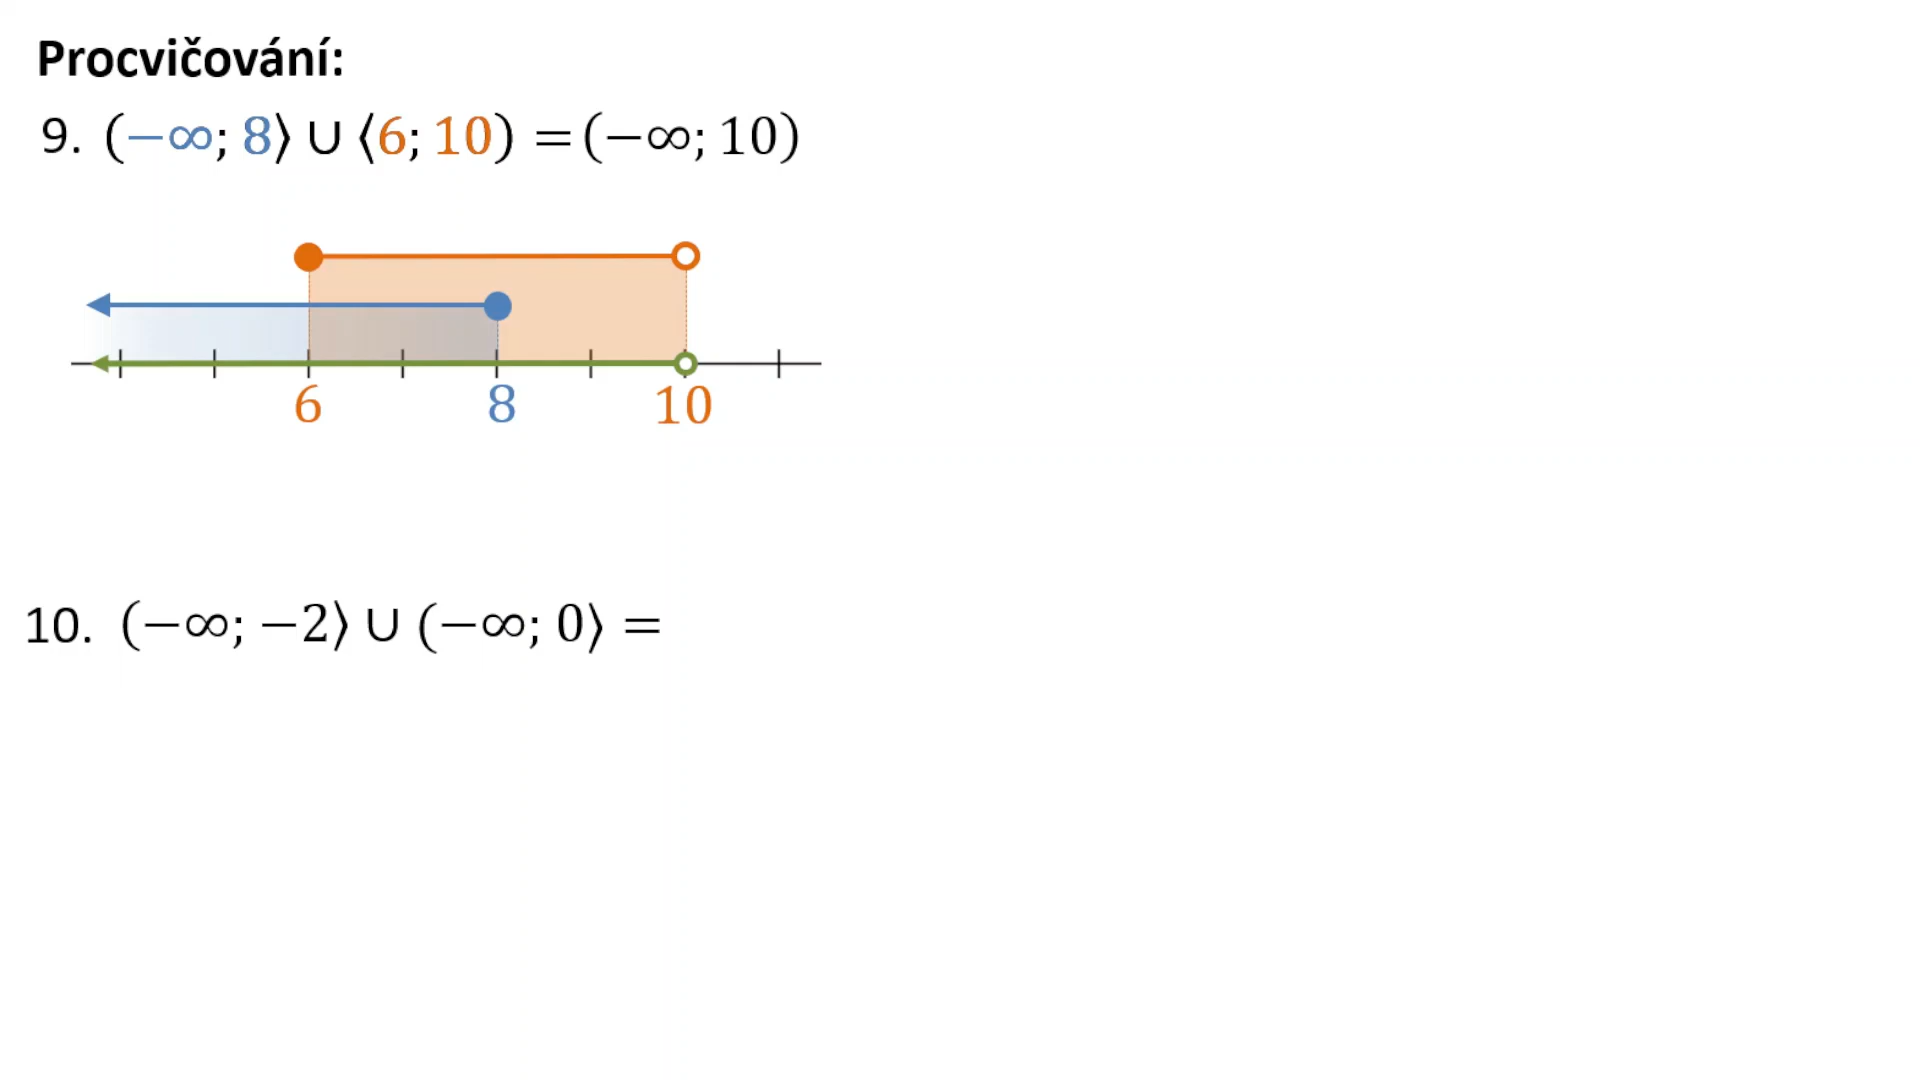 Procvičování:
9. (−∞; 8⟩ ∪ ⟨6; 10) = (−∞; 10)
6 8 10
10. (−∞; −2⟩ ∪ (−∞; 0⟩ =